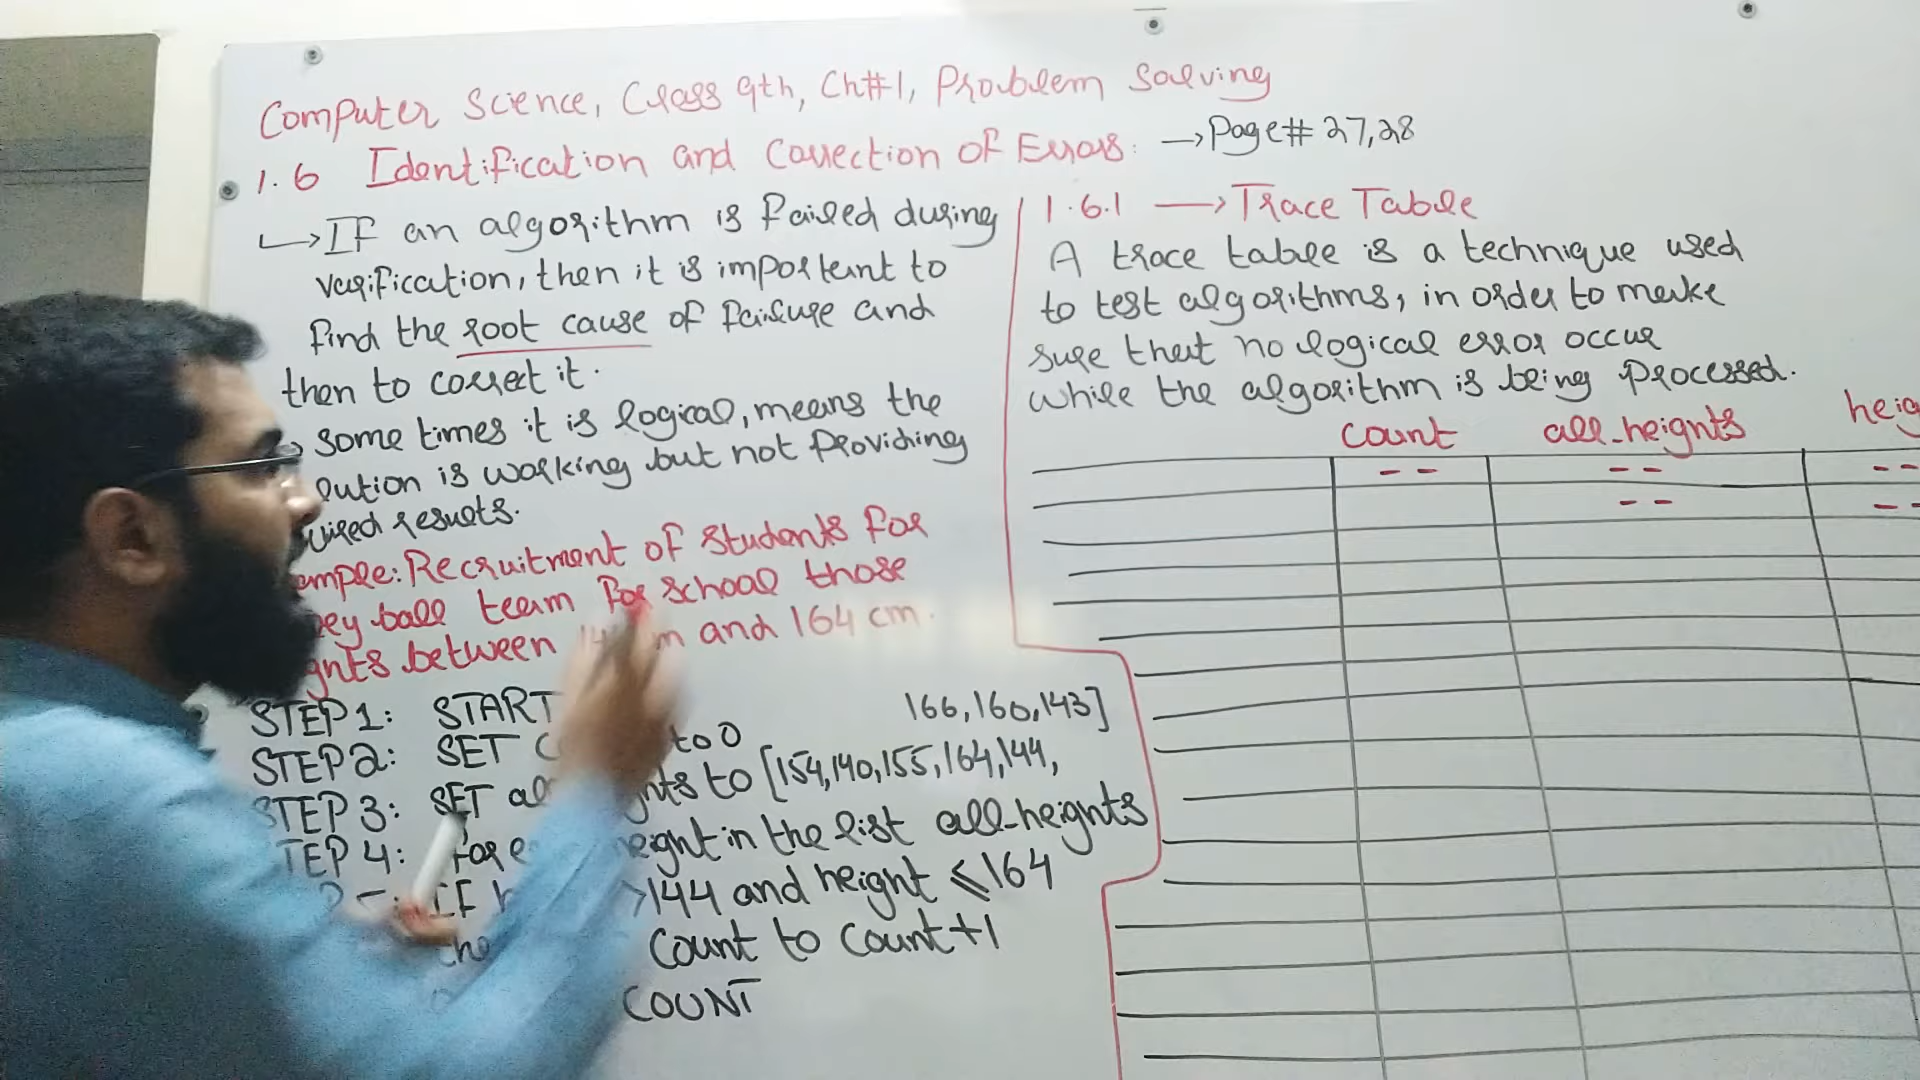 Computer Science, Class 9th, Ch#1, Problem Solving
1.6 Identification and Correction of Errors: → Page# 27,28
↳ If an algorithm is failed during
varification, then it is important to
find the root cause of failure and
then to correct it.
Some times it is logical, means the
is working but not Providing
results.
Recruitment of Students for
ball team for school those
between and 164 cm.
STEP 1: START
STEP 2: SET to 0
166,160,143]
STEP 3: SET to [154,140,155,164,144,
4: For in the list all-heights
IF >144 and height ⩽164
Count to Count+1
COUNT
1.6.1 → Trace Table
A trace table is a technique used
to test algorithms, in order to make
sure that no logical error occur
while the algorithm is being processed.
count all_heights
-- -- --
-- --